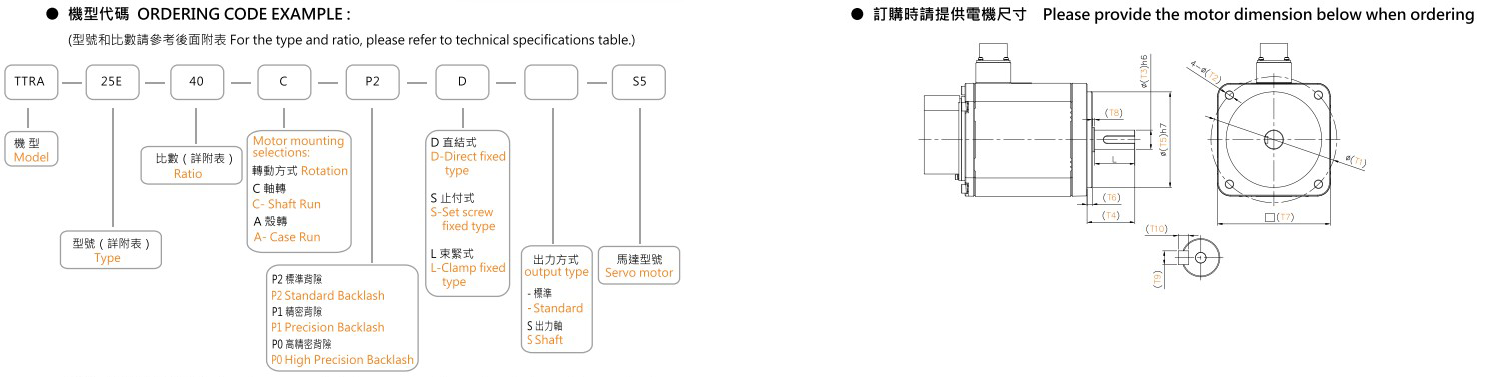 ● 機型代碼 ORDERING CODE EXAMPLE :
(型號和比數請參考後面附表 For the type and ratio, please refer to technical specifications table.)
TTRA — 25E — 40 — C — P2 — D — — S5
機 型
Model
型號 ( 詳附表 )
Type
比數 ( 詳附表 )
Ratio
Motor mounting
selections:
轉動方式 Rotation
C 軸轉
C- Shaft Run
A 殼轉
A- Case Run
P2 標準背隙
P2 Standard Backlash
P1 精密背隙
P1 Precision Backlash
P0 高精密背隙
P0 High Precision Backlash
D 直結式
D-Direct fixed
type
S 止付式
S-Set screw
fixed type
L 束緊式
L-Clamp fixed
type
出力方式
output type
- 標準
- Standard
S 出力軸
S Shaft
馬達型號
Servo motor
● 訂購時請提供電機尺寸 Please provide the motor dimension below when ordering
ø(T3)h6
(T8)
ø(T5)h7
L
(T6)
(T4)
4-ø(T2)
ø(T1)
□(T7)
(T10)
(T9)